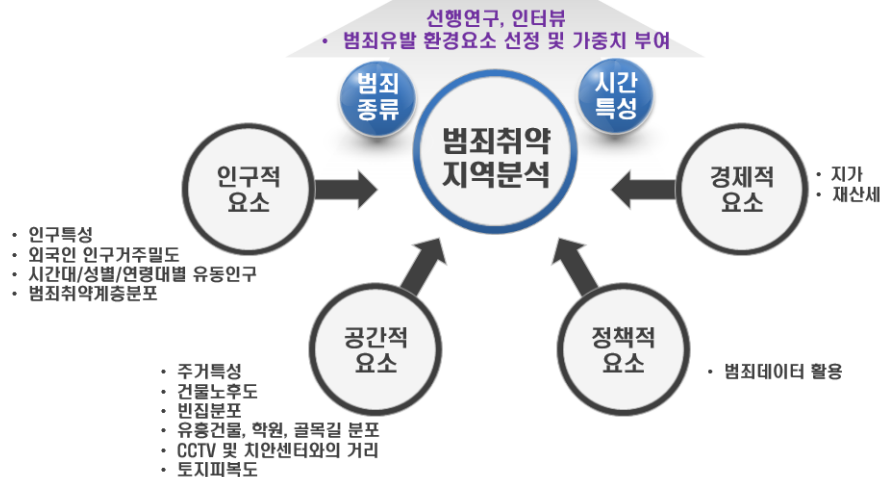 선행연구, 인터뷰
• 범죄유발 환경요소 선정 및 가중치 부여
범죄
종류
시간
특성
범죄취약
지역분석
인구적
요소
경제적
요소
• 지가
• 재산세
• 인구특성
• 외국인 인구거주밀도
• 시간대/성별/연령대별 유동인구
• 범죄취약계층분포
공간적
요소
정책적
요소
• 주거특성
• 건물노후도
• 빈집분포
• 유흥건물, 학원, 골목길 분포
• CCTV 및 치안센터와의 거리
• 토지피복도
• 범죄데이터 활용